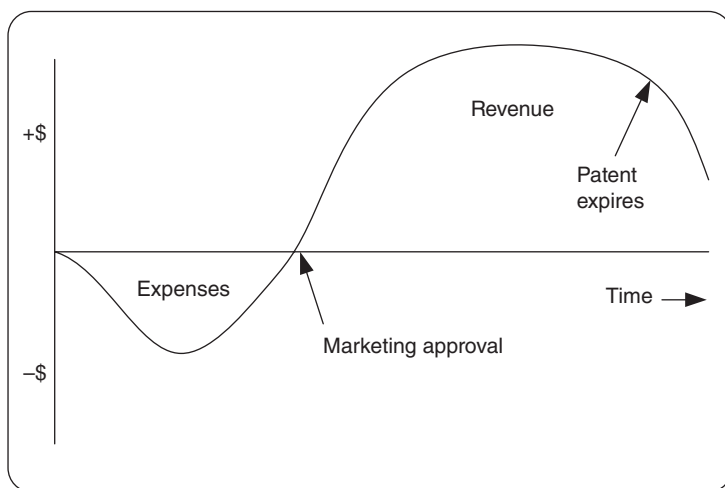 +$
Revenue
Patent
expires
Expenses
Time
Marketing approval
–$